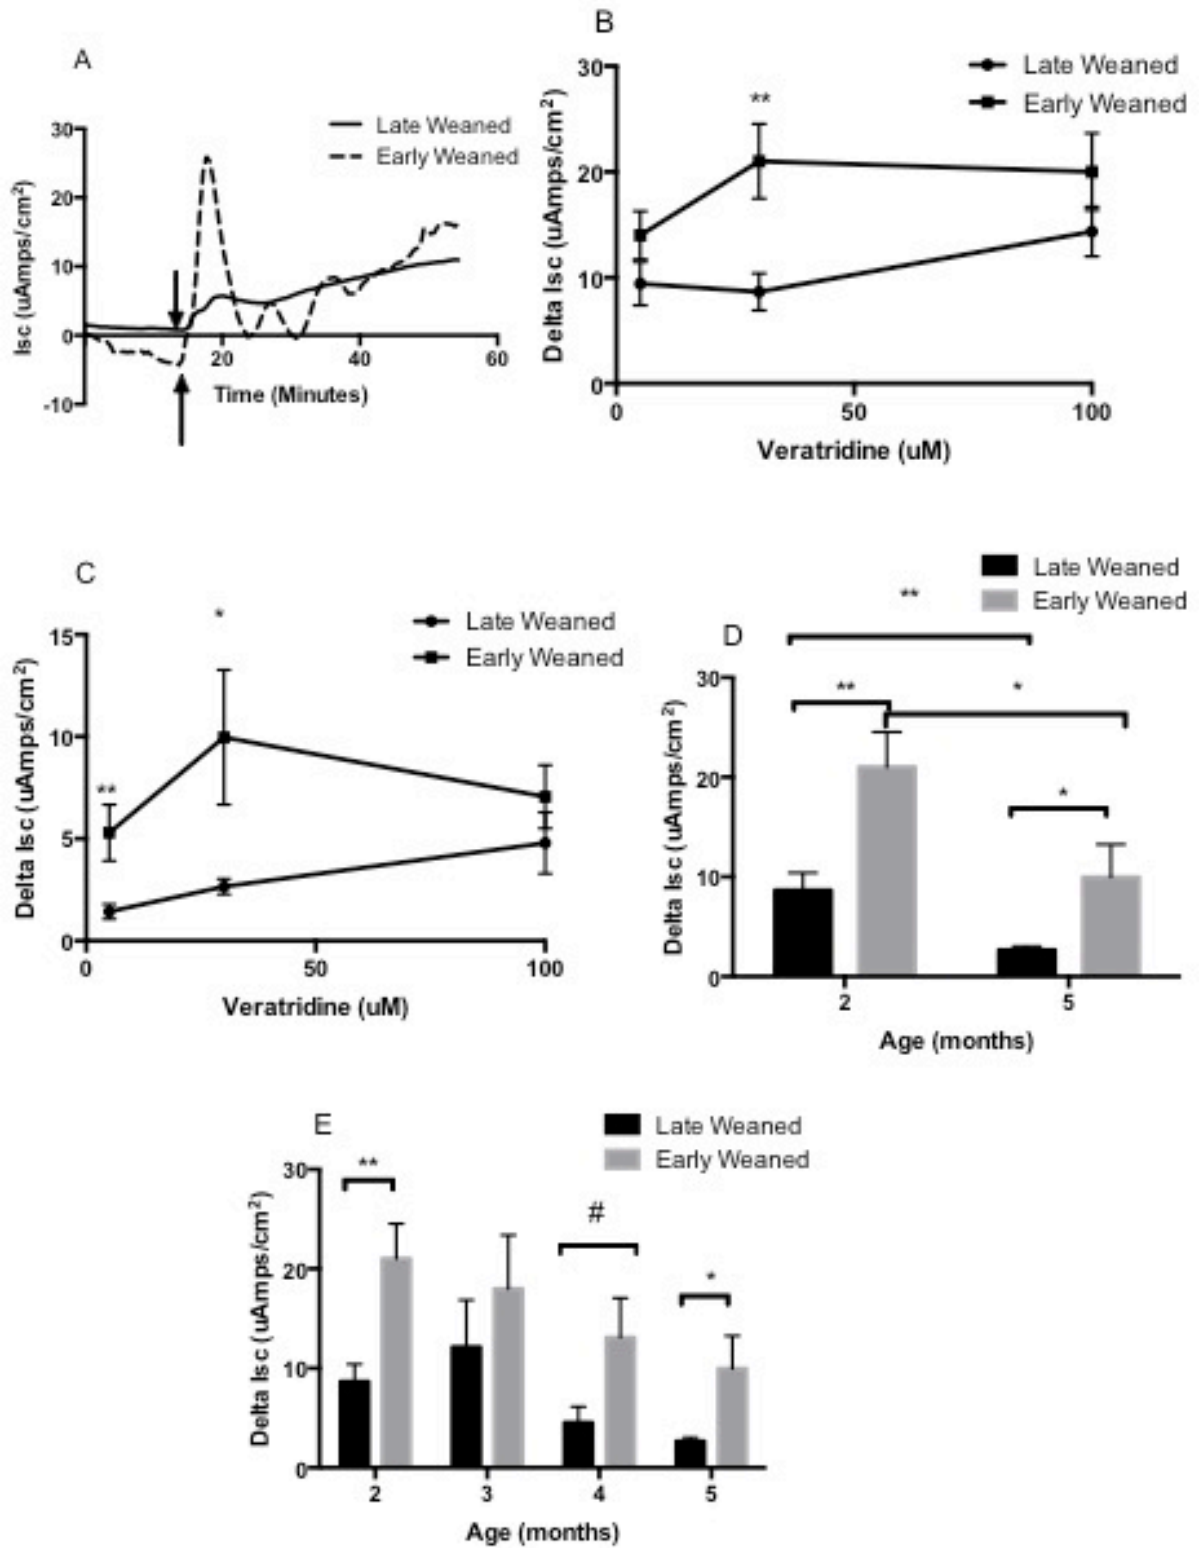 A
30
20
10
0
-10
Isc (uAmps/cm²)
20
40
60
Time (Minutes)
Late Weaned
Early Weaned
B
30
20
10
0
Delta Isc (uAmps/cm²)
**
0
50
100
Veratridine (uM)
Late Weaned
Early Weaned
C
15
10
5
0
Delta Isc (uAmps/cm²)
*
**
0
50
100
Veratridine (uM)
Late Weaned
Early Weaned
D
Late Weaned
Early Weaned
**
**
*
*
30
20
10
0
Delta Isc (uAmps/cm²)
2
5
Age (months)
E
Late Weaned
Early Weaned
**
#
*
30
20
10
0
Delta Isc (uAmps/cm²)
2
3
4
5
Age (months)